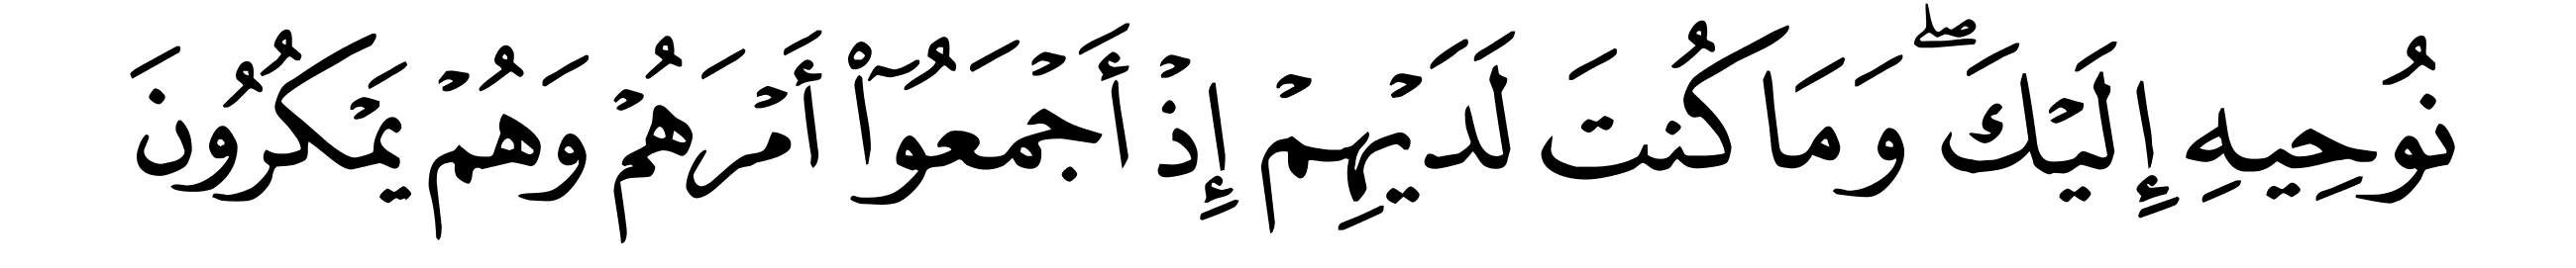 نُوحِيهِ إِلَيْكَ ۖ وَمَا كُنتَ لَدَيْهِمْ إِذْ أَجْمَعُوٓا۟ أَمْرَهُمْ وَهُمْ يَمْكُرُونَ